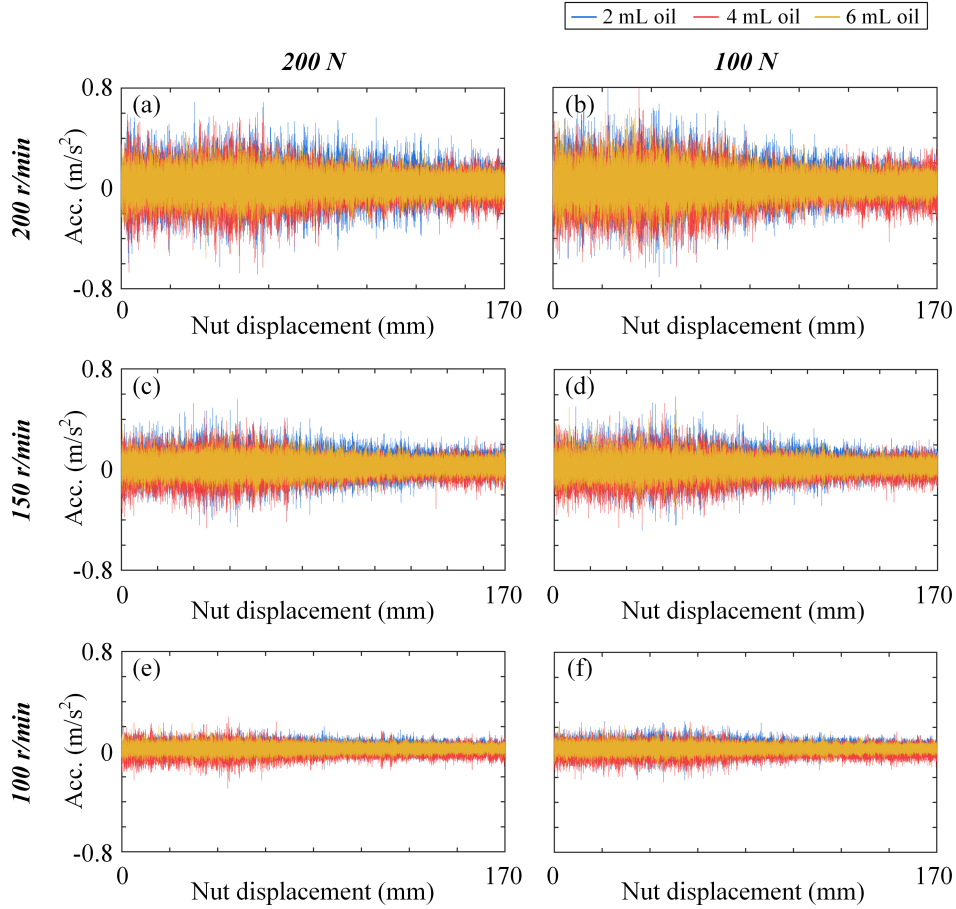 2 mL oil 4 mL oil 6 mL oil
200 N 100 N
200 r/min
Acc. (m/s²)
0.8
0
-0.8
(a)
0 170
Nut displacement (mm)
(b)
0 170
Nut displacement (mm)
150 r/min
Acc. (m/s²)
0.8
0
-0.8
(c)
0 170
Nut displacement (mm)
(d)
0 170
Nut displacement (mm)
100 r/min
Acc. (m/s²)
0.8
0
-0.8
(e)
0 170
Nut displacement (mm)
(f)
0 170
Nut displacement (mm)